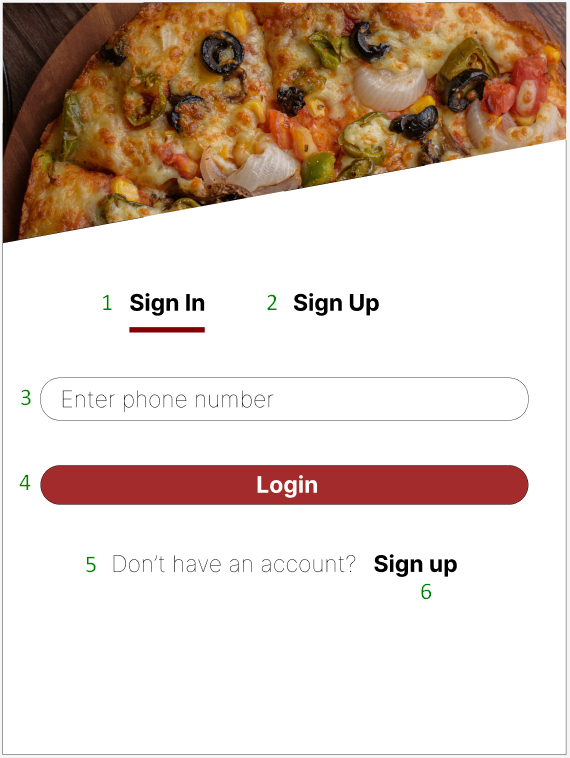 1 Sign In 2 Sign Up
3 Enter phone number
4 Login
5 Don't have an account? Sign up
6